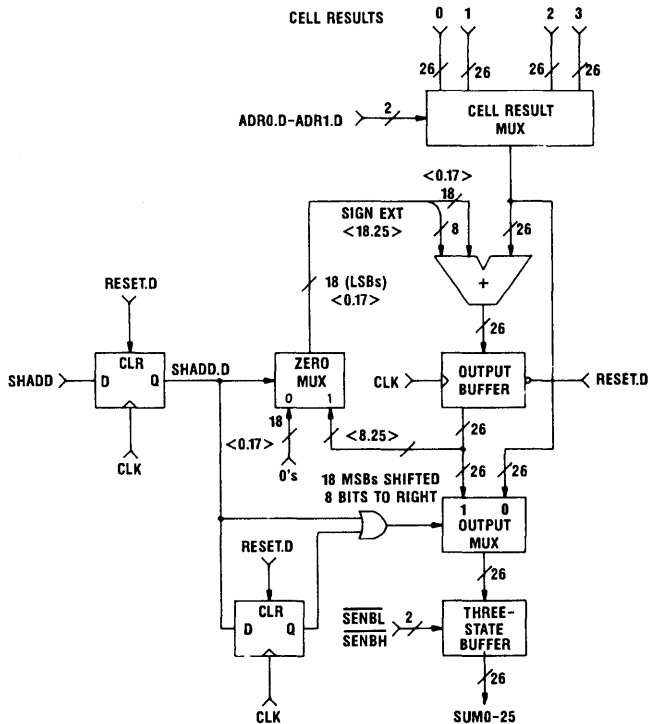 CELL RESULTS
0 1 2 3
26 26 26 26
ADR0.D-ADR1.D
2
CELL RESULT
MUX
<0.17>
18
SIGN EXT
<18.25>
8
26
18 (LSBs)
<0.17>
+
RESET.D
26
CLR
D Q
SHADD
SHADD.D
CLK
ZERO
MUX
0 1
CLK
OUTPUT
BUFFER
RESET.D
18
<0.17>
<8.25>
0's
26
26
26
18 MSBs SHIFTED
8 BITS TO RIGHT
1 0
OUTPUT
MUX
RESET.D
26
CLR
D Q
CLK
SENBL
SENBH
2
THREE-
STATE
BUFFER
26
SUM0-25